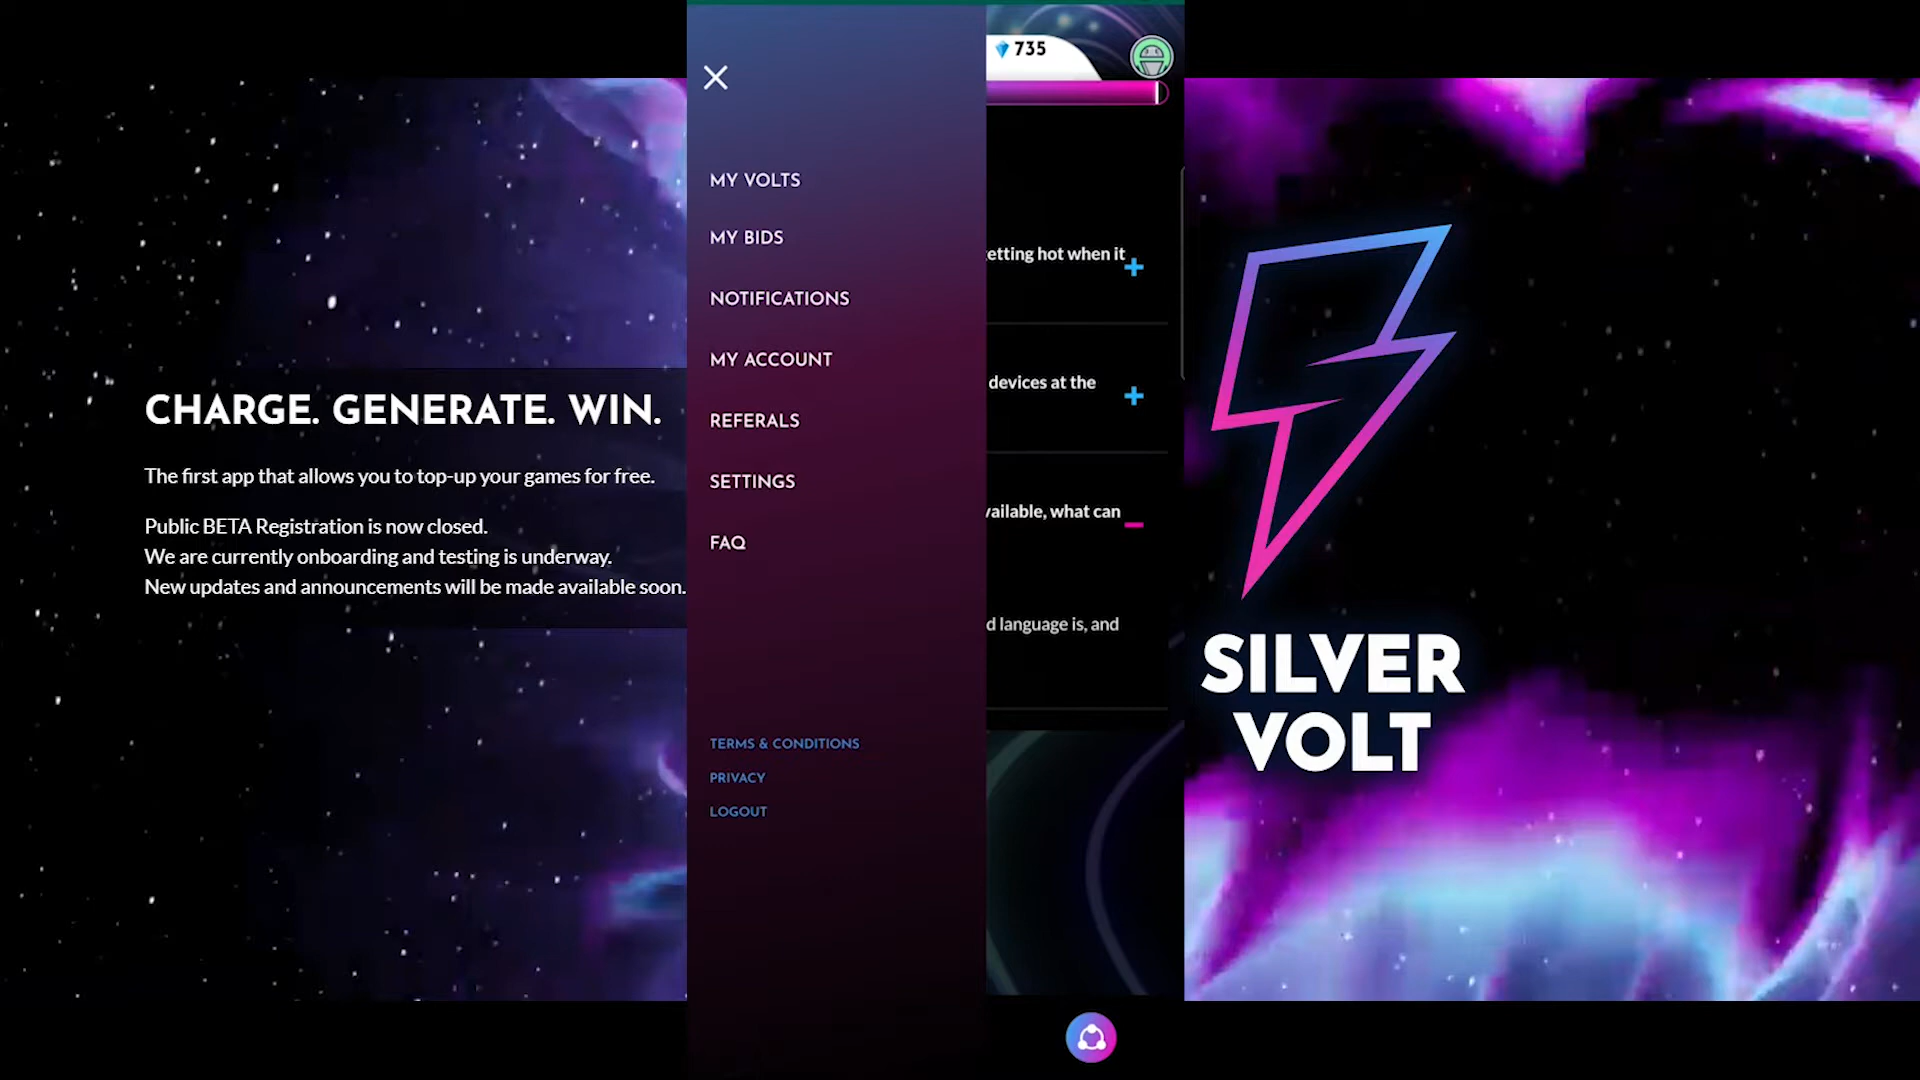 CHARGE. GENERATE. WIN.
The first app that allows you to top-up your games for free.
Public BETA Registration is now closed.
We are currently onboarding and testing is underway.
New updates and announcements will be made available soon.
MY VOLTS
MY BIDS
NOTIFICATIONS
MY ACCOUNT
REFERALS
SETTINGS
FAQ
TERMS & CONDITIONS
PRIVACY
LOGOUT
735
etting hot when it
devices at the
vailable, what can
d language is, and
SILVER
VOLT